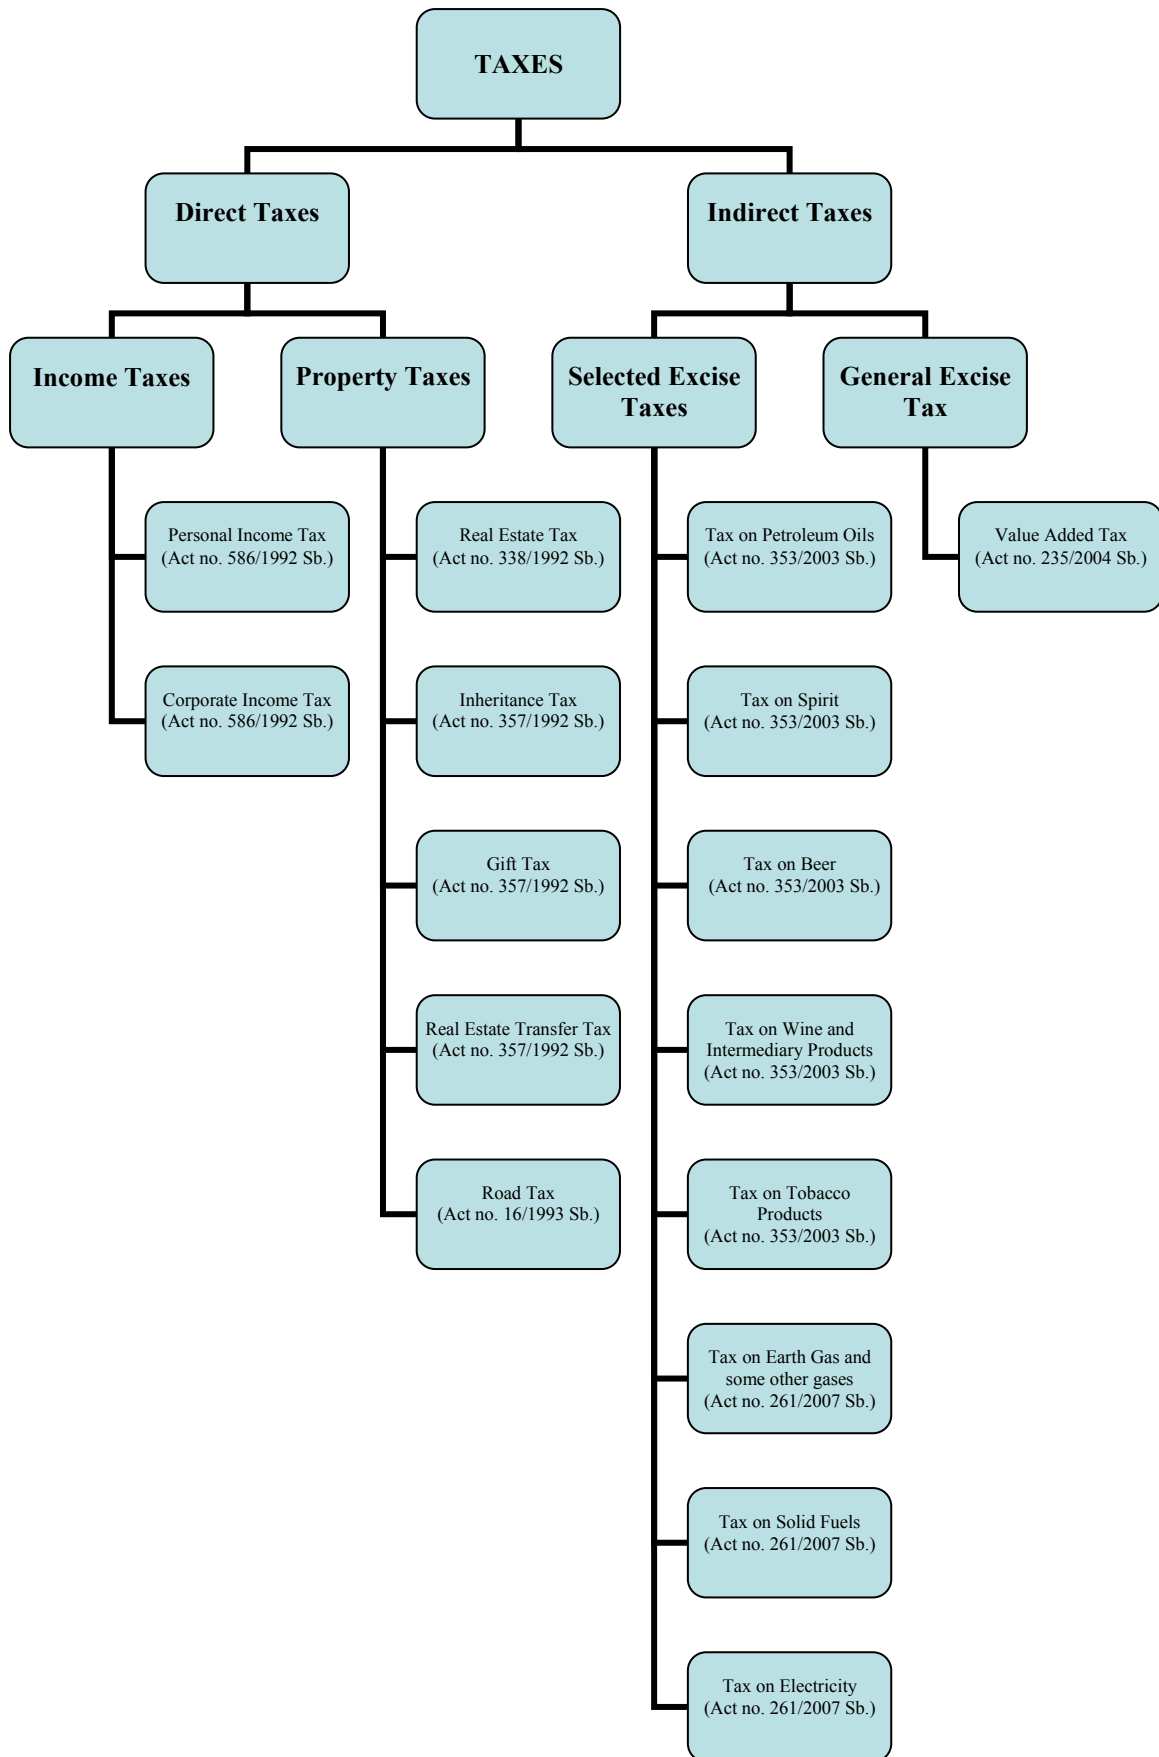 TAXES
Direct Taxes
Indirect Taxes
Income Taxes
Property Taxes
Selected Excise
Taxes
General Excise
Tax
Personal Income Tax
(Act no. 586/1992 Sb.)
Corporate Income Tax
(Act no. 586/1992 Sb.)
Real Estate Tax
(Act no. 338/1992 Sb.)
Inheritance Tax
(Act no. 357/1992 Sb.)
Gift Tax
(Act no. 357/1992 Sb.)
Real Estate Transfer Tax
(Act no. 357/1992 Sb.)
Road Tax
(Act no. 16/1993 Sb.)
Tax on Petroleum Oils
(Act no. 353/2003 Sb.)
Tax on Spirit
(Act no. 353/2003 Sb.)
Tax on Beer
(Act no. 353/2003 Sb.)
Tax on Wine and
Intermediary Products
(Act no. 353/2003 Sb.)
Tax on Tobacco
Products
(Act no. 353/2003 Sb.)
Tax on Earth Gas and
some other gases
(Act no. 261/2007 Sb.)
Tax on Solid Fuels
(Act no. 261/2007 Sb.)
Tax on Electricity
(Act no. 261/2007 Sb.)
Value Added Tax
(Act no. 235/2004 Sb.)